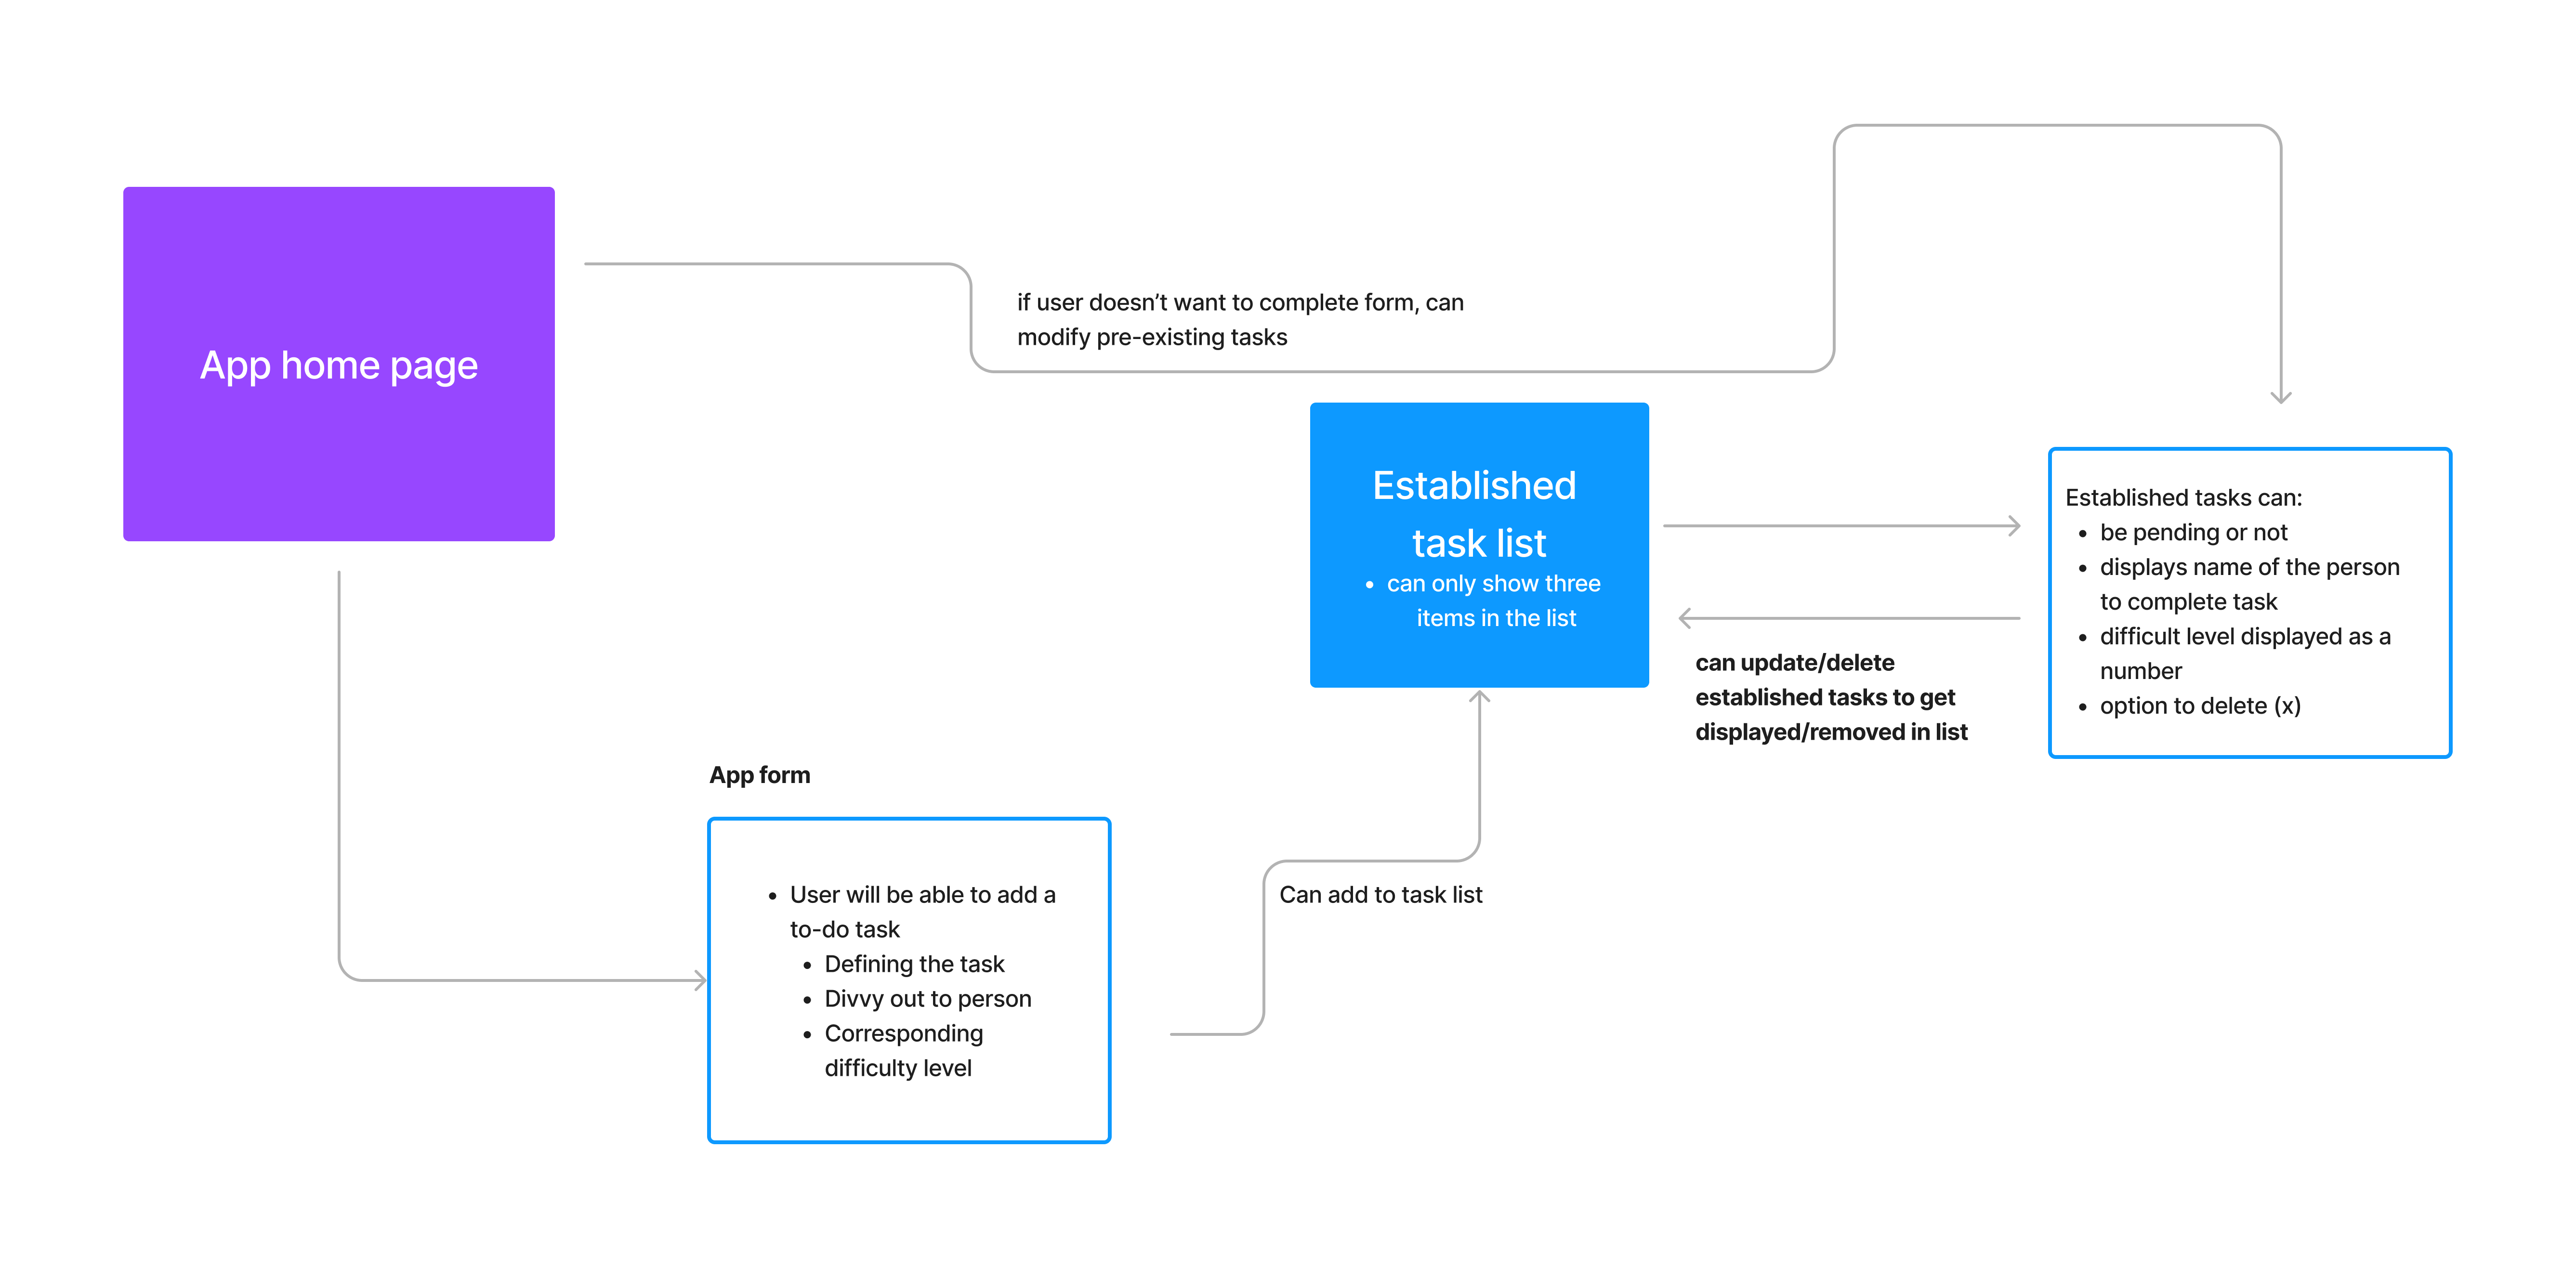 App home page
if user doesn’t want to complete form, can
modify pre-existing tasks
Established
task list
• can only show three
items in the list
Established tasks can:
• be pending or not
• displays name of the person
to complete task
• difficult level displayed as a
number
• option to delete (x)
can update/delete
established tasks to get
displayed/removed in list
App form
• User will be able to add a
to-do task
• Defining the task
• Divvy out to person
• Corresponding
difficulty level
Can add to task list